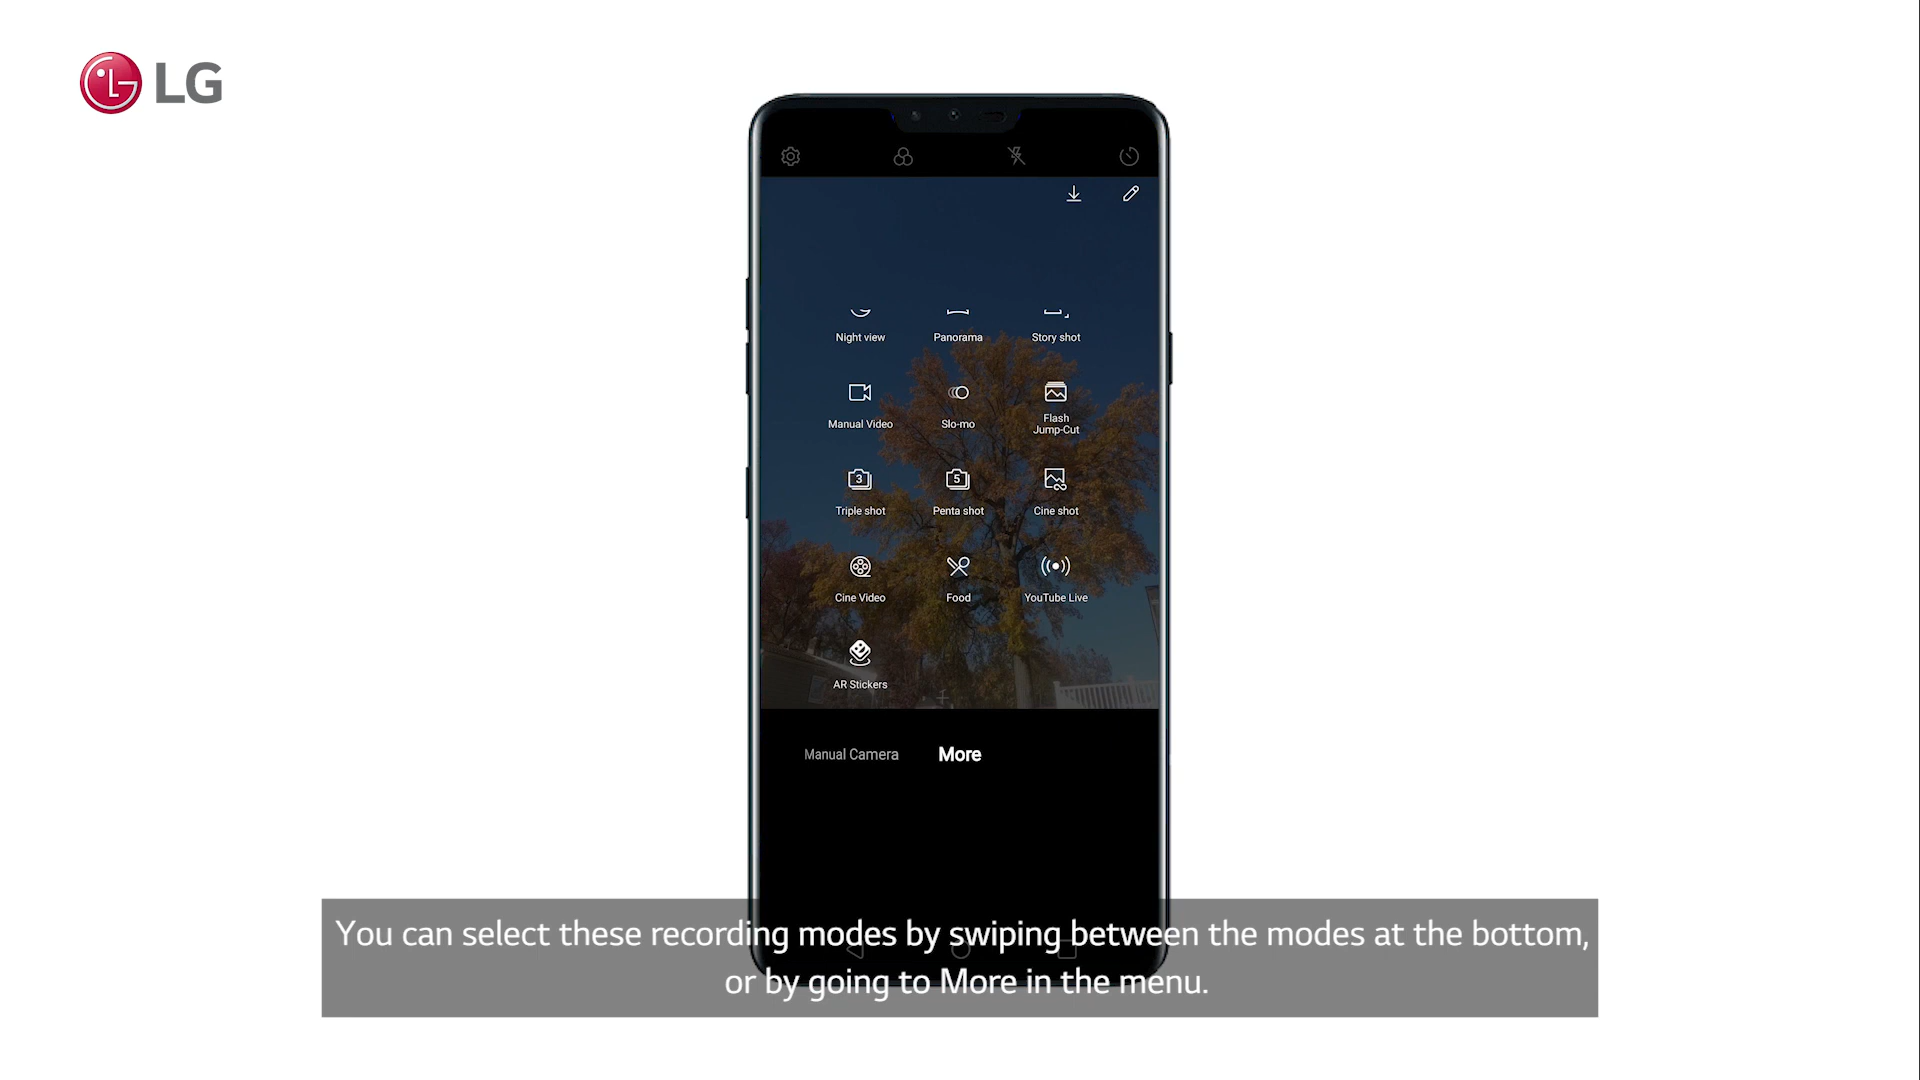 LG
Night view
Panorama
Story shot
Manual Video
Slo-mo
Flash
Jump-Cut
3
Triple shot
5
Penta shot
Cine shot
Cine Video
Food
YouTube Live
AR Stickers
Manual Camera
More
You can select these recording modes by swiping between the modes at the bottom,
or by going to More in the menu.